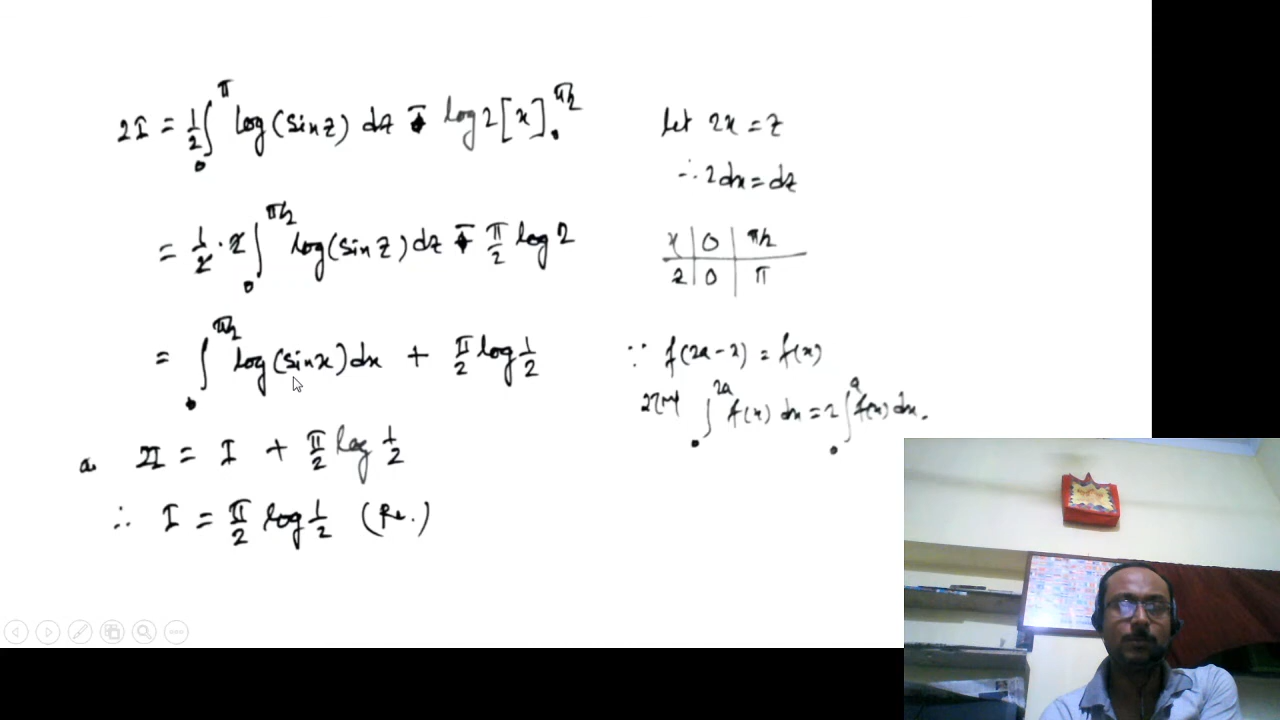 2I = 1/2 ∫₀^π log(sin z) dz - log 2 [x]₀^π/2
= 1/2 · 2 ∫₀^π/2 log(sin z) dz - π/2 log 2
= ∫₀^π/2 log(sin x) dx + π/2 log 1/2
2I = I + π/2 log 1/2
∴ I = π/2 log 1/2
let 2x = z
∴ 2dx = dz
x | 0 | π/2
z | 0 | π
∵ f(2a-x) = f(x)
∫₀^2a f(x) dx = 2 ∫₀^a f(x) dx.